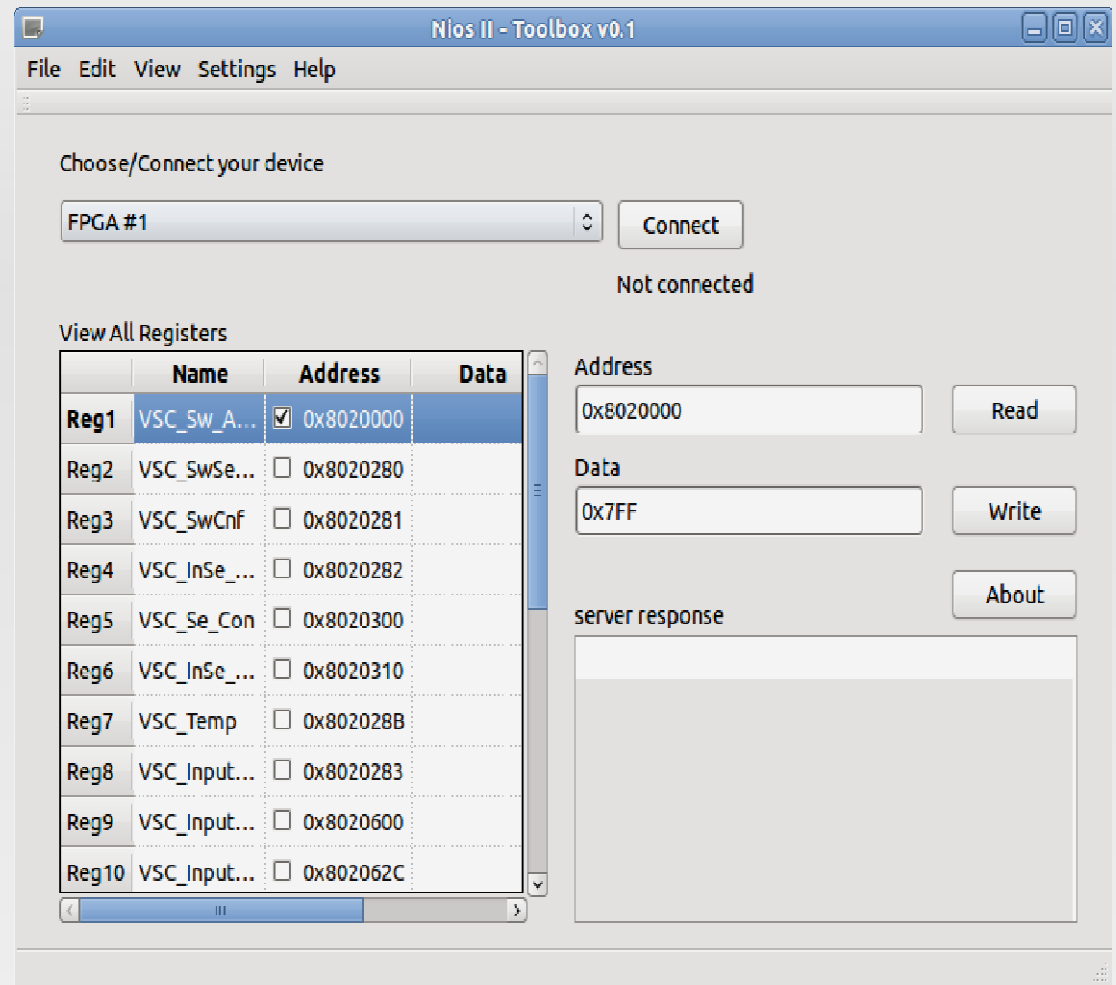 Nios II - Toolbox v0.1
File Edit View Settings Help
Choose/Connect your device
FPGA #1
Connect
Not connected
View All Registers
Name Address Data
Reg1 VSC_Sw_A... 0x8020000
Reg2 VSC_SwSe... 0x8020280
Reg3 VSC_SwCnf 0x8020281
Reg4 VSC_InSe_... 0x8020282
Reg5 VSC_Se_Con 0x8020300
Reg6 VSC_InSe_... 0x8020310
Reg7 VSC_Temp 0x802028B
Reg8 VSC_Input... 0x8020283
Reg9 VSC_Input... 0x8020600
Reg10 VSC_Input... 0x802062C
Address
0x8020000 Read
Data
0x7FF Write
About
server response